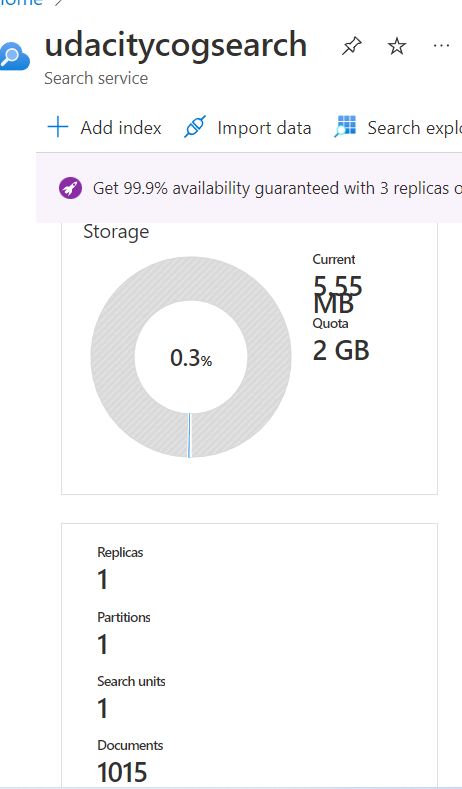 Home >
udacitycogsearch
Search service
Add index Import data Search explo
Get 99.9% availability guaranteed with 3 replicas o
Storage
0.3%
Current
5.55
MB
Quota
2 GB
Replicas
1
Partitions
1
Search units
1
Documents
1015